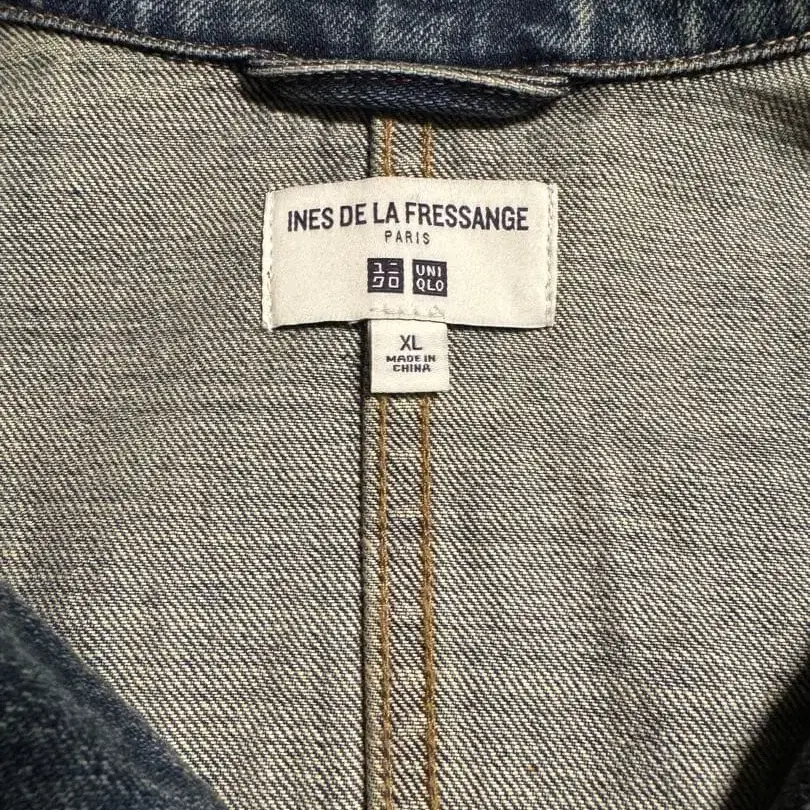 INES DE LA FRESSANGE
PARIS
ユニ UNI
クロ QLO
XL
MADE IN
CHINA